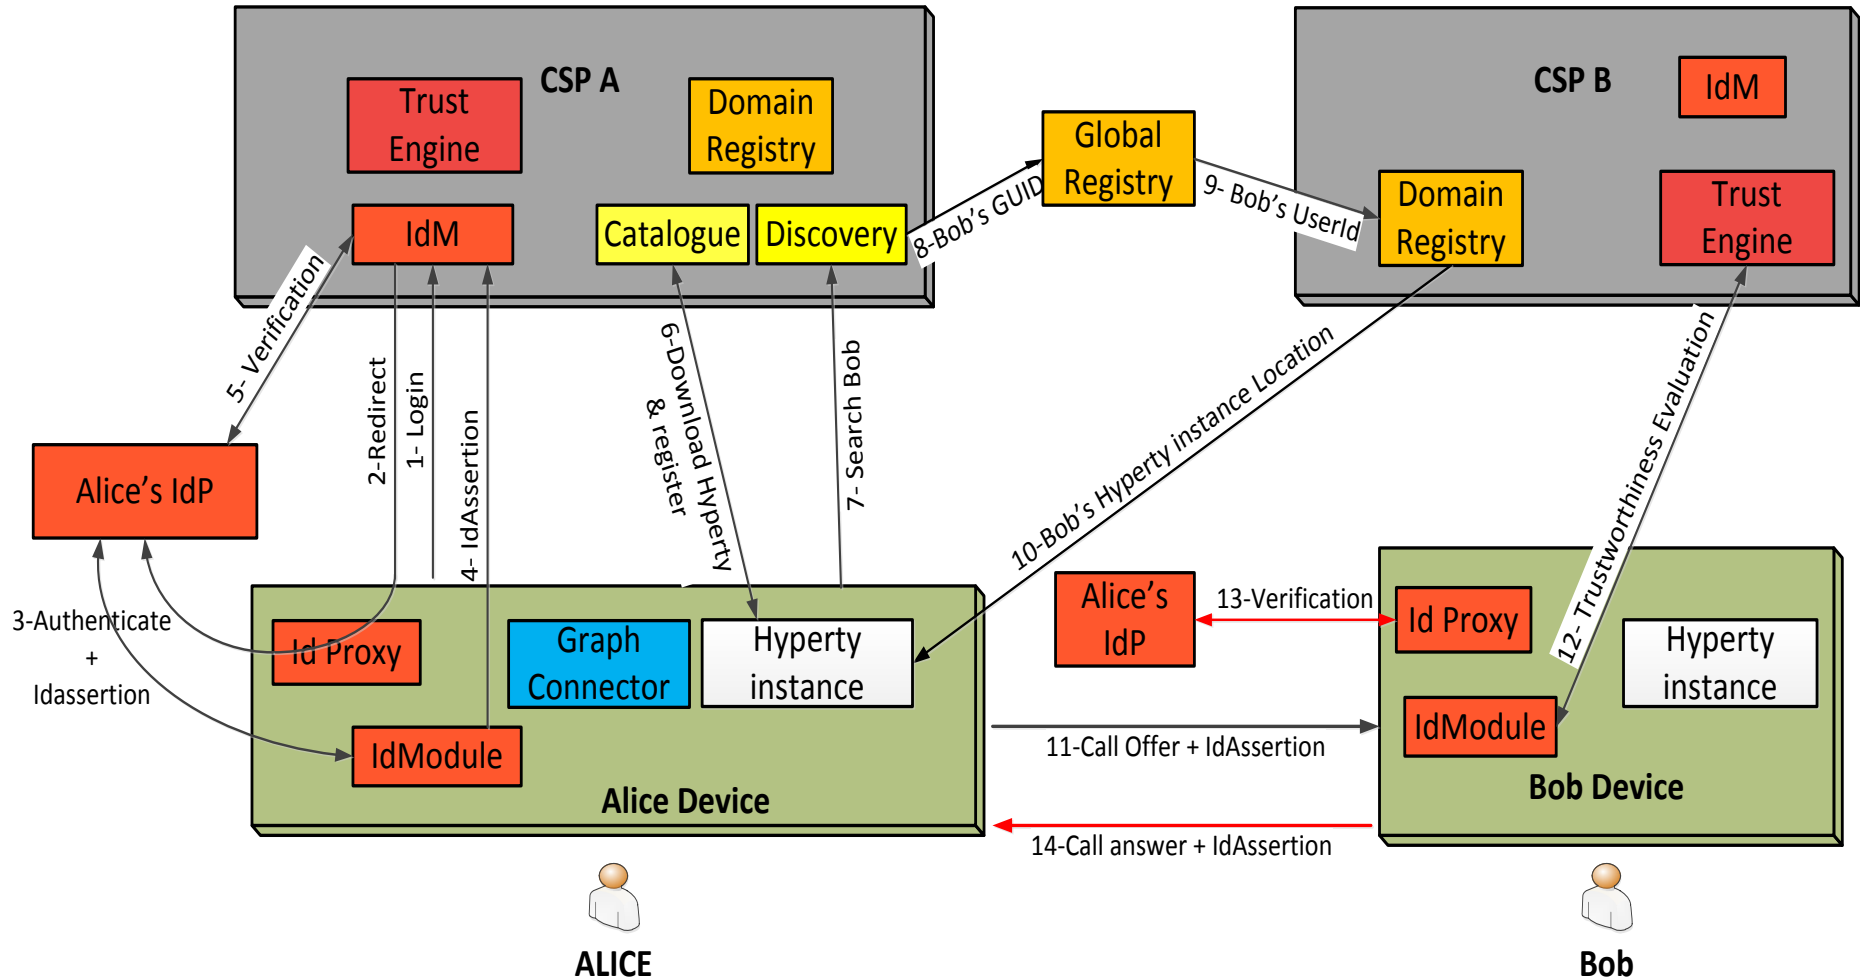 CSP A
Trust
Engine
Domain
Registry
IdM
Catalogue
Discovery
CSP B
IdM
Global
Registry
Domain
Registry
Trust
Engine
8-Bob's GUID
9- Bob's UserId
5- Verification
2-Redirect
1- Login
4- IdAssertion
6-Download Hyperty
& register
7- Search Bob
10-Bob's Hyperty instance Location
12- Trustworthiness Evaluation
Alice's IdP
3-Authenticate
+
Idassertion
Id Proxy
Graph
Connector
Hyperty
instance
IdModule
Alice Device
Alice's
IdP
13-Verification
Id Proxy
Hyperty
instance
IdModule
Bob Device
11-Call Offer + IdAssertion
14-Call answer + IdAssertion
ALICE
Bob